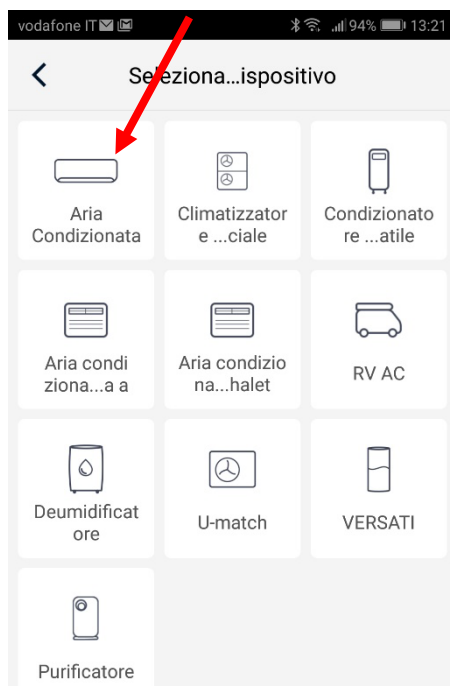 vodafone IT 94% 13:21
Seleziona...ispositivo
Aria
Condizionata
Climatizzator
e ...ciale
Condizionato
re ...atile
Aria condi
ziona...a a
Aria condizio
na...halet
RV AC
Deumidificat
ore
U-match
VERSATI
Purificatore